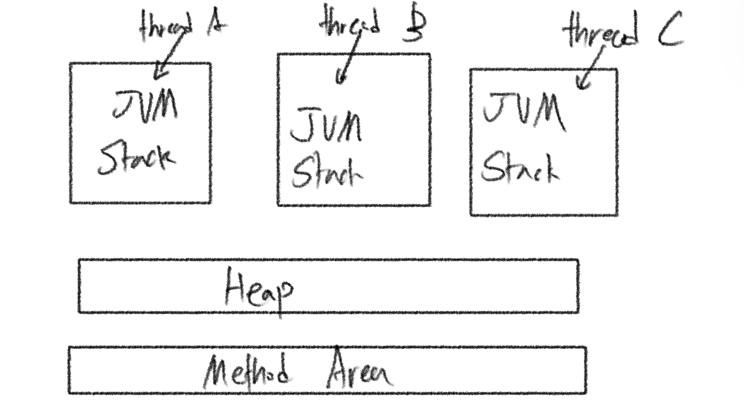 thread A
thread B
thread C
JVM
Stack
JVM
Stack
JVM
Stack
Heap
Method Area